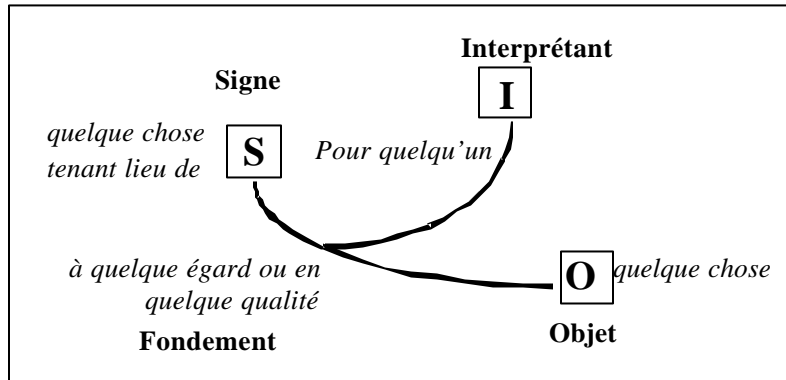 Interprétant
Signe
I
quelque chose
tenant lieu de
S
Pour quelqu’un
à quelque égard ou en
quelque qualité
O
quelque chose
Fondement
Objet